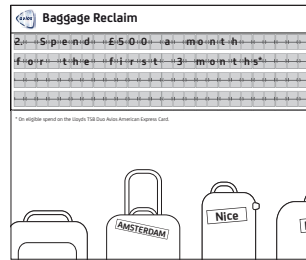 Avios
Baggage Reclaim
2. Spend £500 a month
for the first 3 months*
* On eligible spend on the Lloyds TSB Duo Avios American Express Card.
AMSTERDAM
Nice